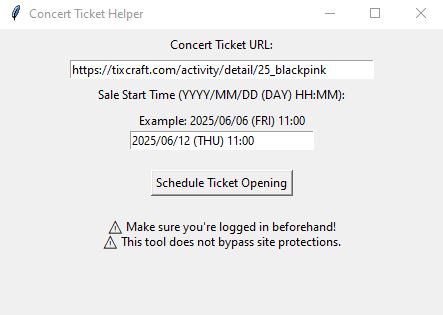 Concert Ticket Helper
Concert Ticket URL:
https://tixcraft.com/activity/detail/25_blackpink
Sale Start Time (YYYY/MM/DD (DAY) HH:MM):
Example: 2025/06/06 (FRI) 11:00
2025/06/12 (THU) 11:00
Schedule Ticket Opening
⚠ Make sure you're logged in beforehand!
⚠ This tool does not bypass site protections.